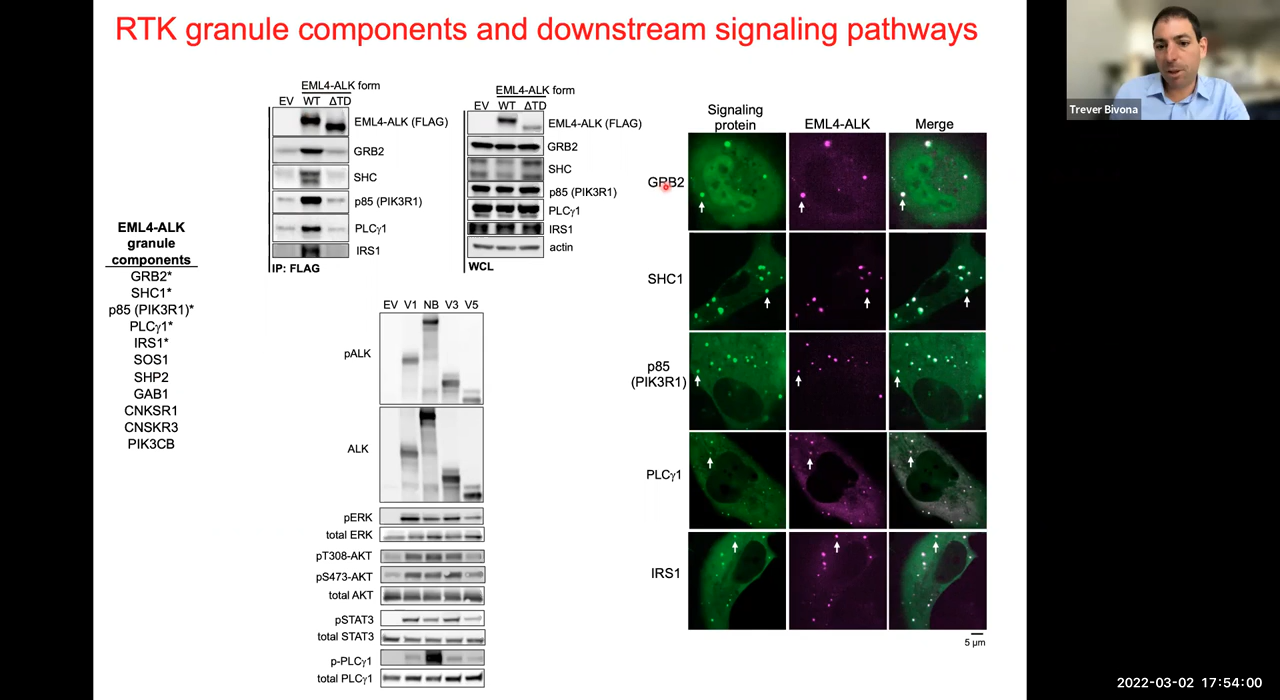 RTK granule components and downstream signaling pathways
Trever Bivona
EML4-ALK form
EV WT ΔTD
EML4-ALK (FLAG)
GRB2
SHC
p85 (PIK3R1)
PLCγ1
IRS1
IP: FLAG
EML4-ALK form
EV WT ΔTD
EML4-ALK (FLAG)
GRB2
SHC
p85 (PIK3R1)
PLCγ1
IRS1
actin
WCL
EML4-ALK
granule
components
GRB2*
SHC1*
p85 (PIK3R1)*
PLCγ1*
IRS1*
SOS1
SHP2
GAB1
CNKSR1
CNSKR3
PIK3CB
EV V1 NB V3 V5
pALK
ALK
pERK
total ERK
pT308-AKT
pS473-AKT
total AKT
pSTAT3
total STAT3
p-PLCγ1
total PLCγ1
Signaling
protein
EML4-ALK
Merge
GRB2
SHC1
p85
(PIK3R1)
PLCγ1
IRS1
5 μm
2022-03-02 17:54:00